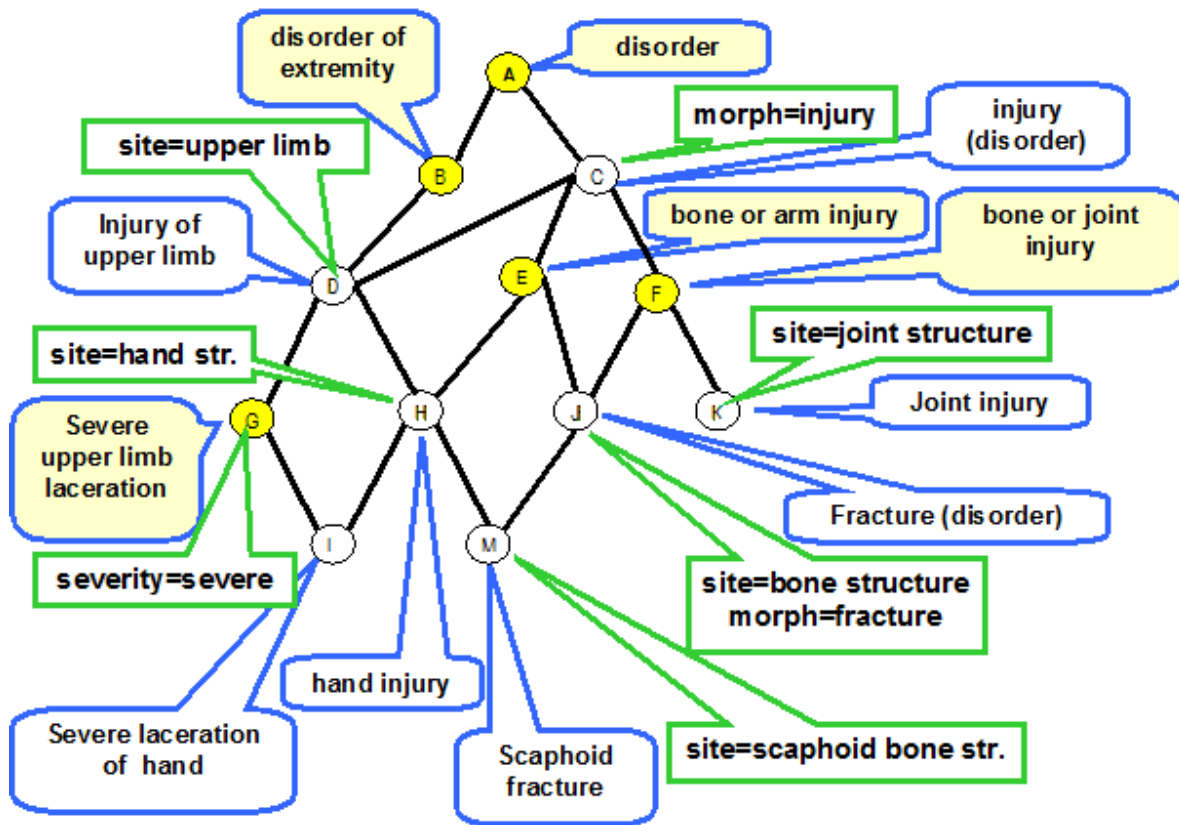 disorder of
extremity
A
disorder
morph=injury
injury
(disorder)
site=upper limb
B
C
Injury of
upper limb
bone or arm injury
bone or joint
injury
D
E
F
site=hand str.
site=joint structure
G
H
J
K
Joint injury
Severe
upper limb
laceration
Fracture (disorder)
I
M
severity=severe
site=bone structure
morph=fracture
hand injury
Severe laceration
of hand
Scaphoid
fracture
site=scaphoid bone str.